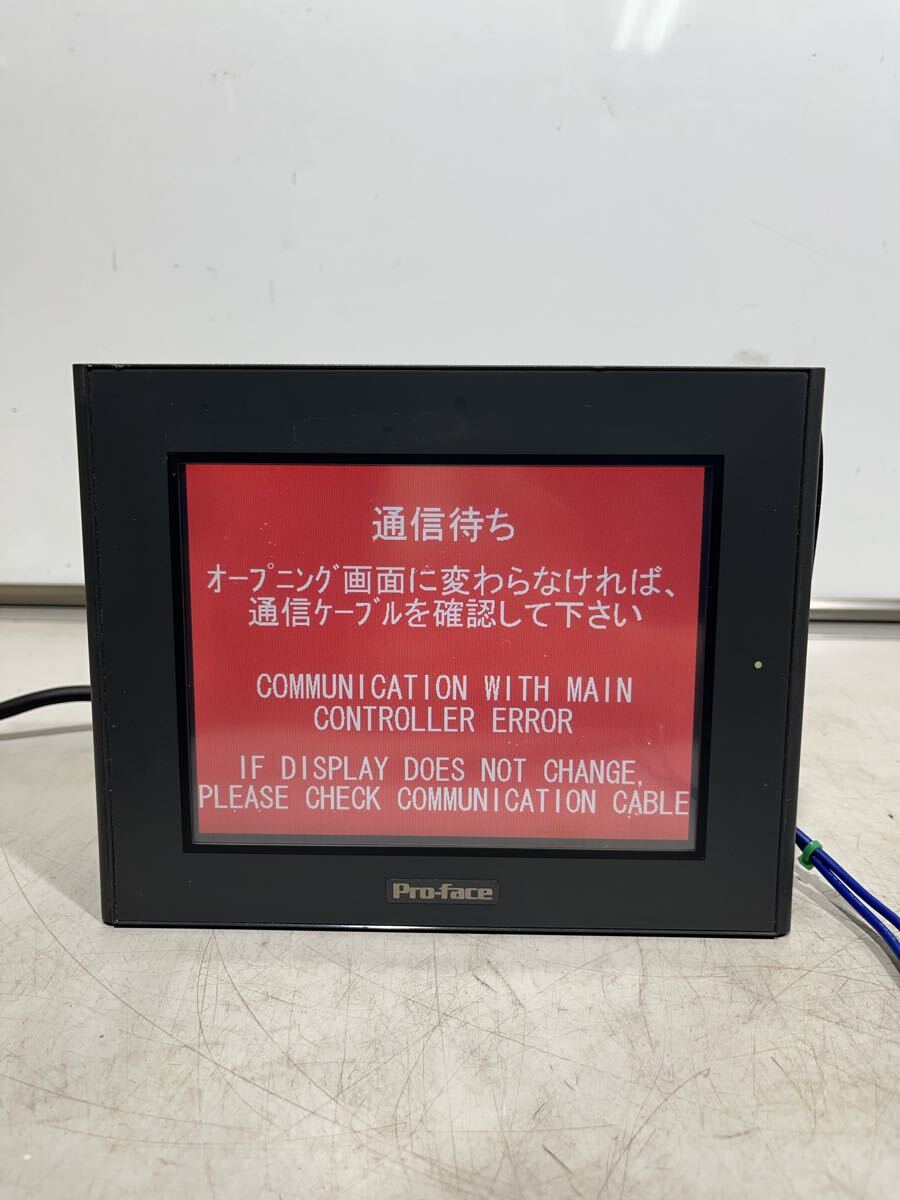 通信待ち
オープニング画面に変わらなければ、
通信ケーブルを確認して下さい
COMMUNICATION WITH MAIN
CONTROLLER ERROR
IF DISPLAY DOES NOT CHANGE,
PLEASE CHECK COMMUNICATION CABLE
Pro-face